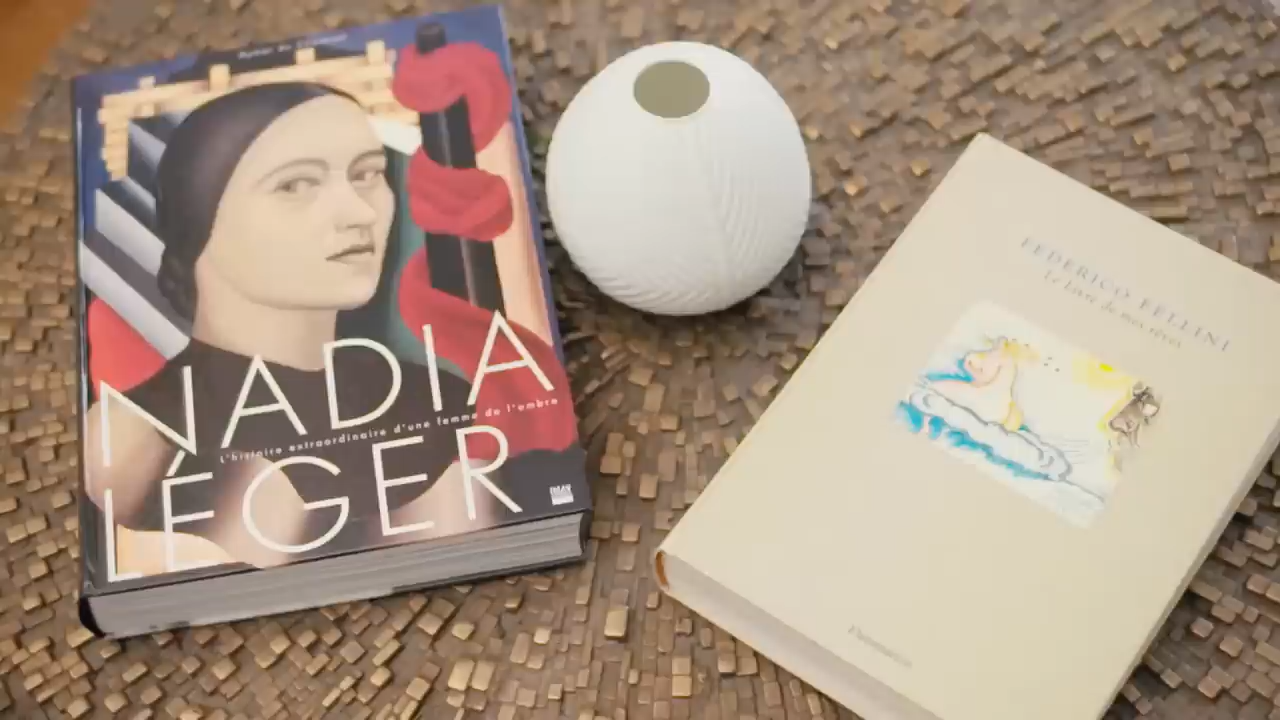 NADIA
L'histoire extraordinaire d'une femme de l'ombre
LÉGER
FEDERICO FELLINI
Le Livre de mes rêves
Flammarion